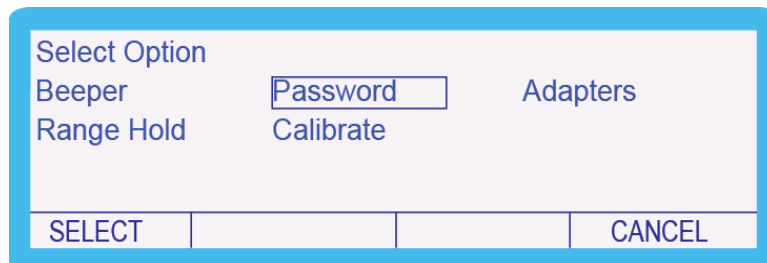 Select Option
Beeper Password Adapters
Range Hold Calibrate
SELECT CANCEL